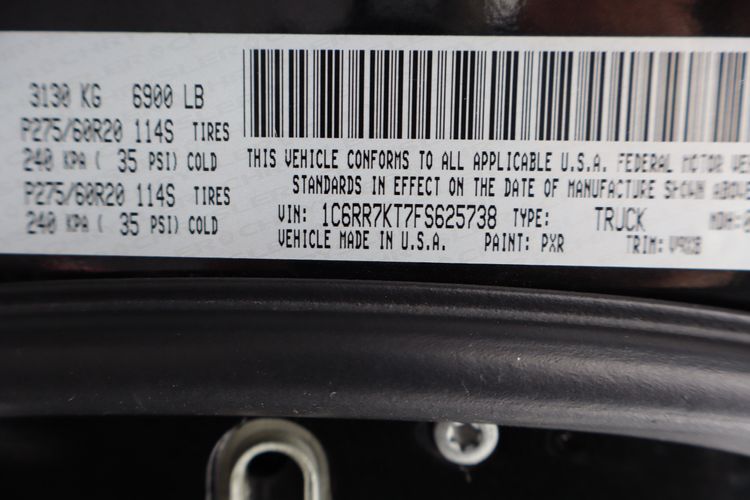 3130 KG 6900 LB
P275/60R20 114S TIRES
240 KPA ( 35 PSI) COLD
P275/60R20 114S TIRES
240 KPA ( 35 PSI) COLD
THIS VEHICLE CONFORMS TO ALL APPLICABLE U.S.A. FEDERAL MOTOR
STANDARDS IN EFFECT ON THE DATE OF MANUFACTURE SHOWN
VIN: 1C6RR7KT7FS625738 TYPE: TRUCK MDH:
VEHICLE MADE IN U.S.A. PAINT: PXR TRIM: